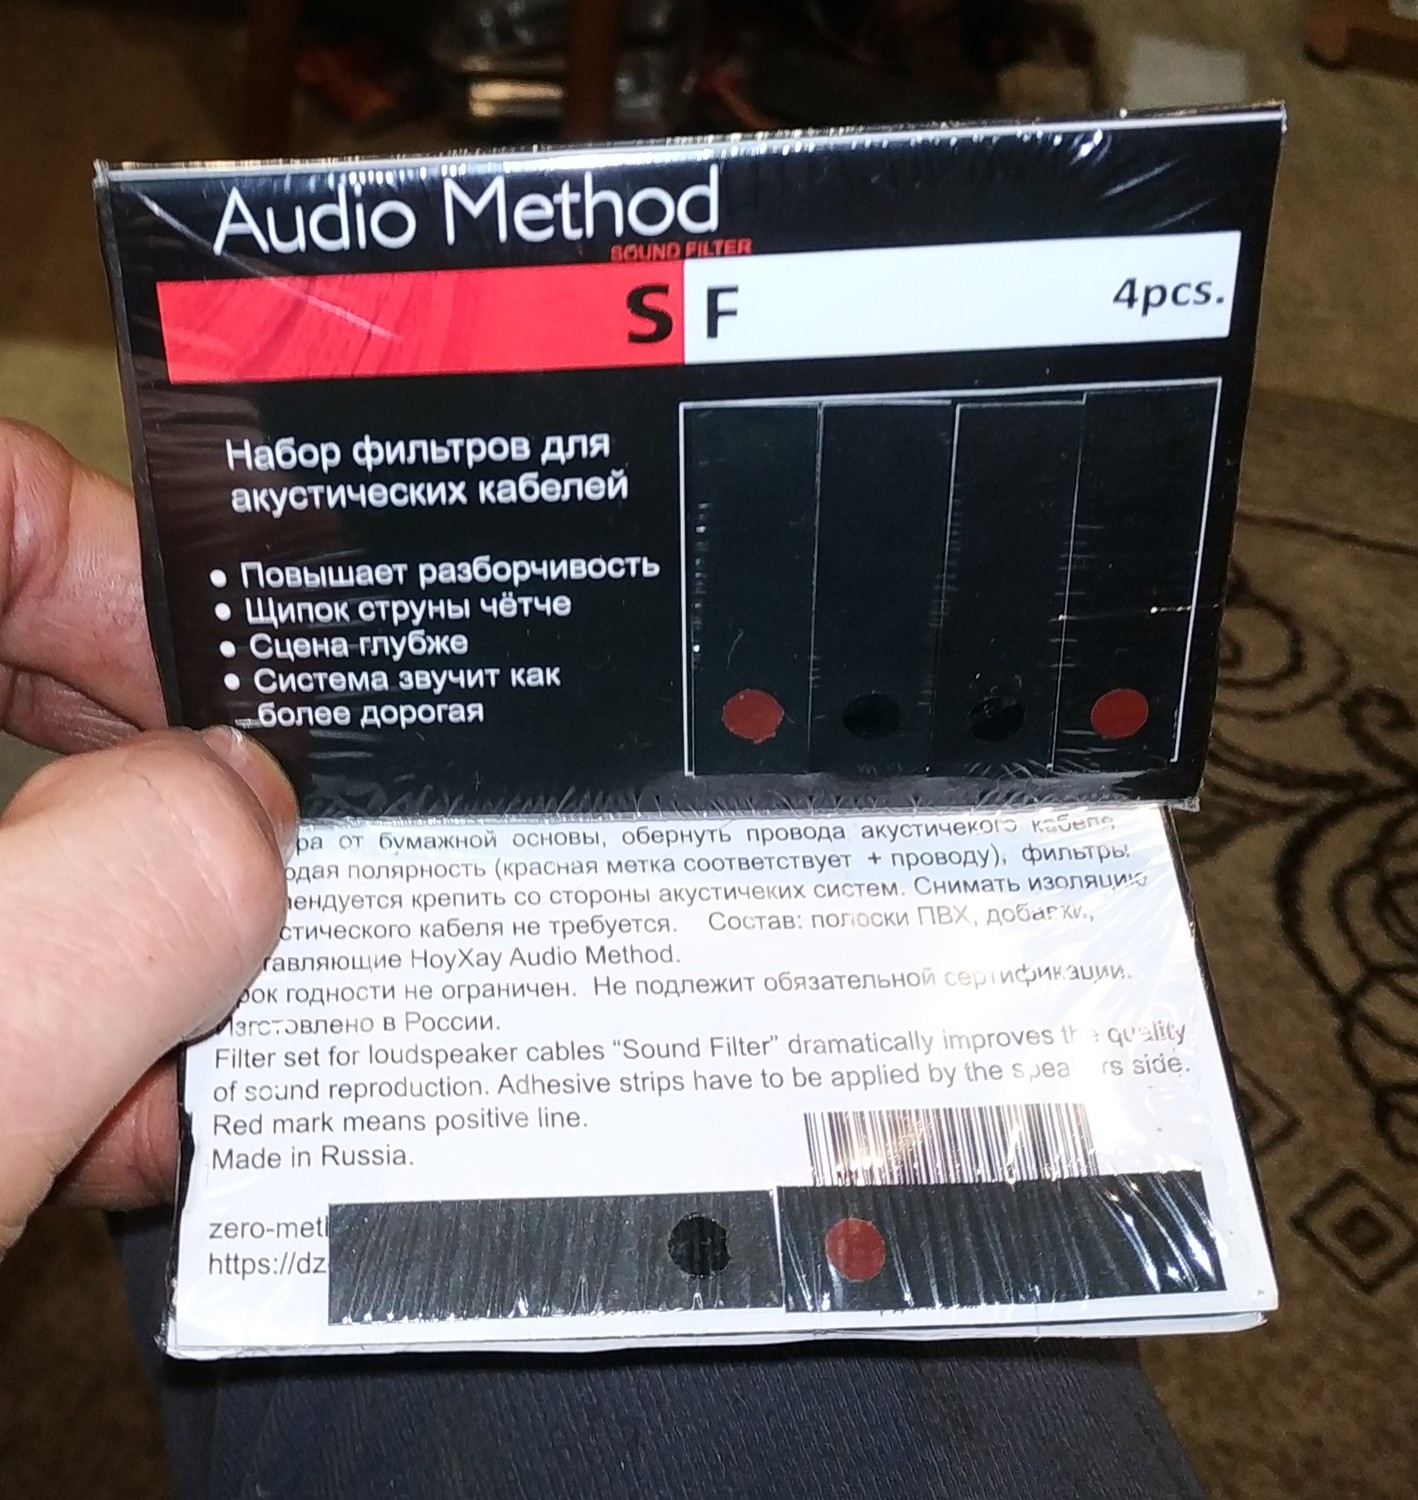 Audio Method
SOUND FILTER
S F
4pcs.
Набор фильтров для
акустических кабелей
• Повышает разборчивость
• Щипок струны чётче
• Сцена глубже
• Система звучит как
более дорогая
от бумажной основы, обернуть провода акустичекого кабеля,
полярность (красная метка соответствует + проводу), фильтры
крепить со стороны акустичеких систем. Снимать изоляцию
кабеля не требуется. Состав: полоски ПВХ, добавки,
НоуХау Audio Method.
годности не ограничен. Не подлежит обязательной сертификации.
Изготовлено в России.
Filter set for loudspeaker cables “Sound Filter” dramatically improves the quality
of sound reproduction. Adhesive strips have to be applied by the speakers side.
Red mark means positive line.
Made in Russia.
https://dz